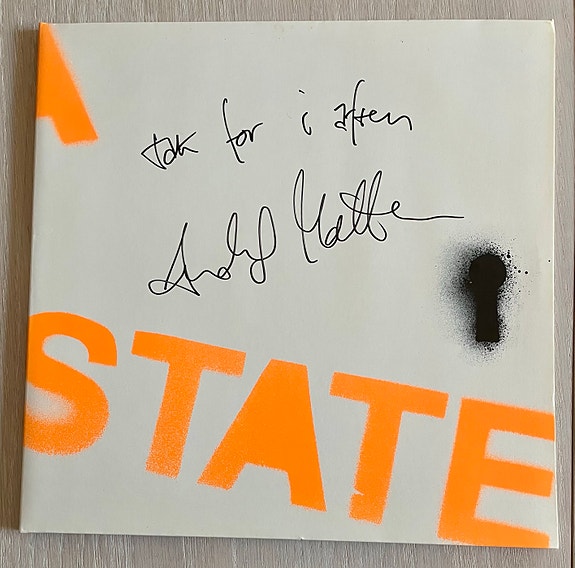 A
tak for i aften
STATE